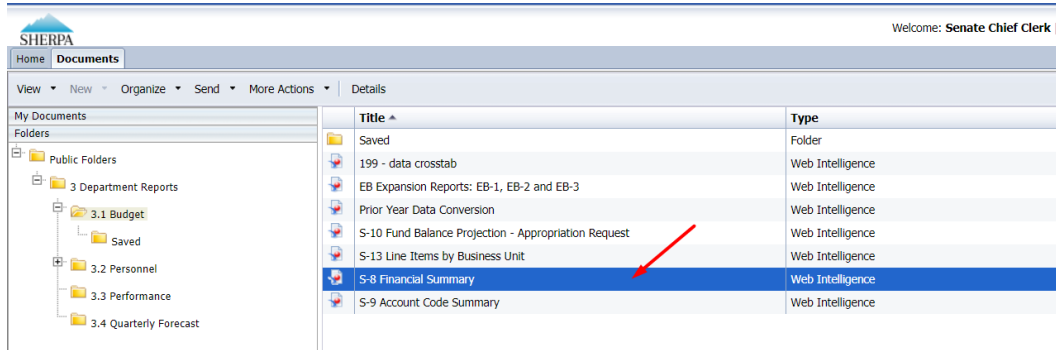 SHERPA
Welcome: Senate Chief Clerk
Home Documents
View New Organize Send More Actions Details
My Documents
Folders
Public Folders
3 Department Reports
3.1 Budget
Saved
3.2 Personnel
3.3 Performance
3.4 Quarterly Forecast
Title Type
Saved Folder
199 - data crosstab Web Intelligence
EB Expansion Reports: EB-1, EB-2 and EB-3 Web Intelligence
Prior Year Data Conversion Web Intelligence
S-10 Fund Balance Projection - Appropriation Request Web Intelligence
S-13 Line Items by Business Unit Web Intelligence
S-8 Financial Summary Web Intelligence
S-9 Account Code Summary Web Intelligence